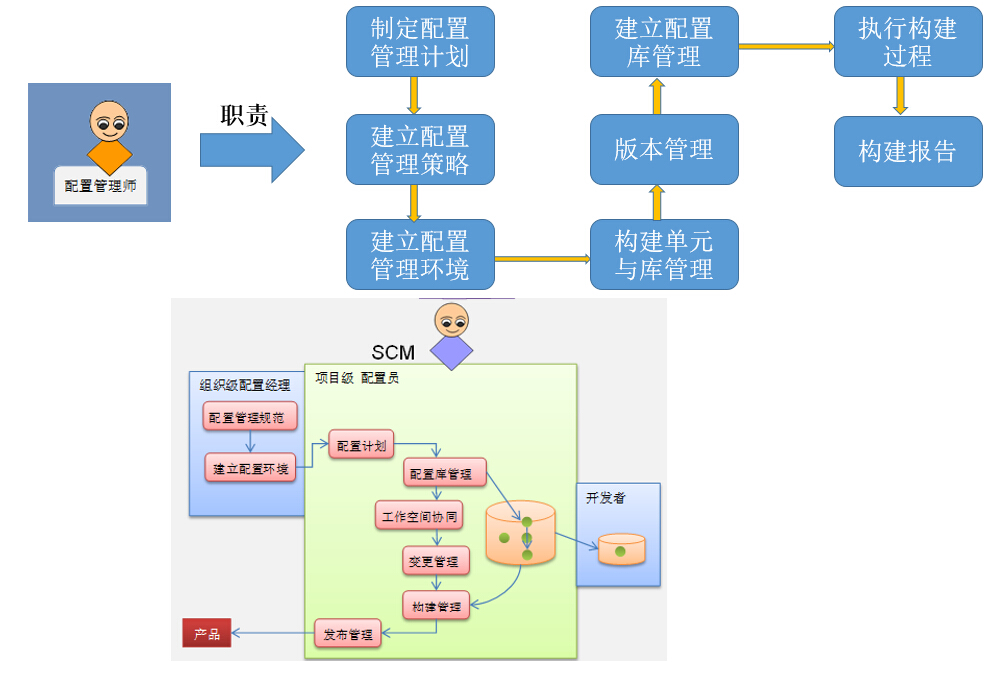 配置管理师
职责
制定配置
管理计划
建立配置
管理策略
建立配置
管理环境
构建单元
与库管理
版本管理
建立配置
库管理
执行构建
过程
构建报告
SCM
组织级配置经理
配置管理规范
建立配置环境
项目级 配置员
配置计划
配置库管理
工作空间协同
变更管理
构建管理
发布管理
开发者
产品